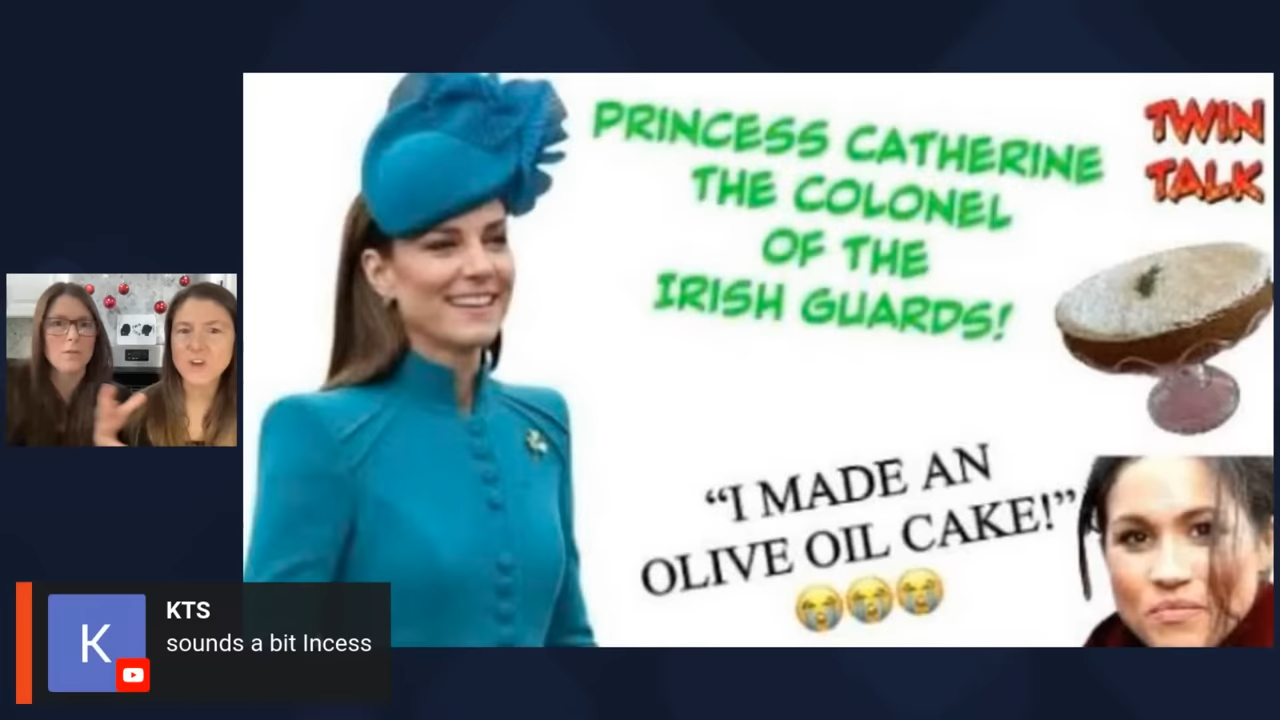 PRINCESS CATHERINE
THE COLONEL
OF THE
IRISH GUARDS!
TWIN
TALK
“I MADE AN
OLIVE OIL CAKE!”
K
KTS
sounds a bit Incess